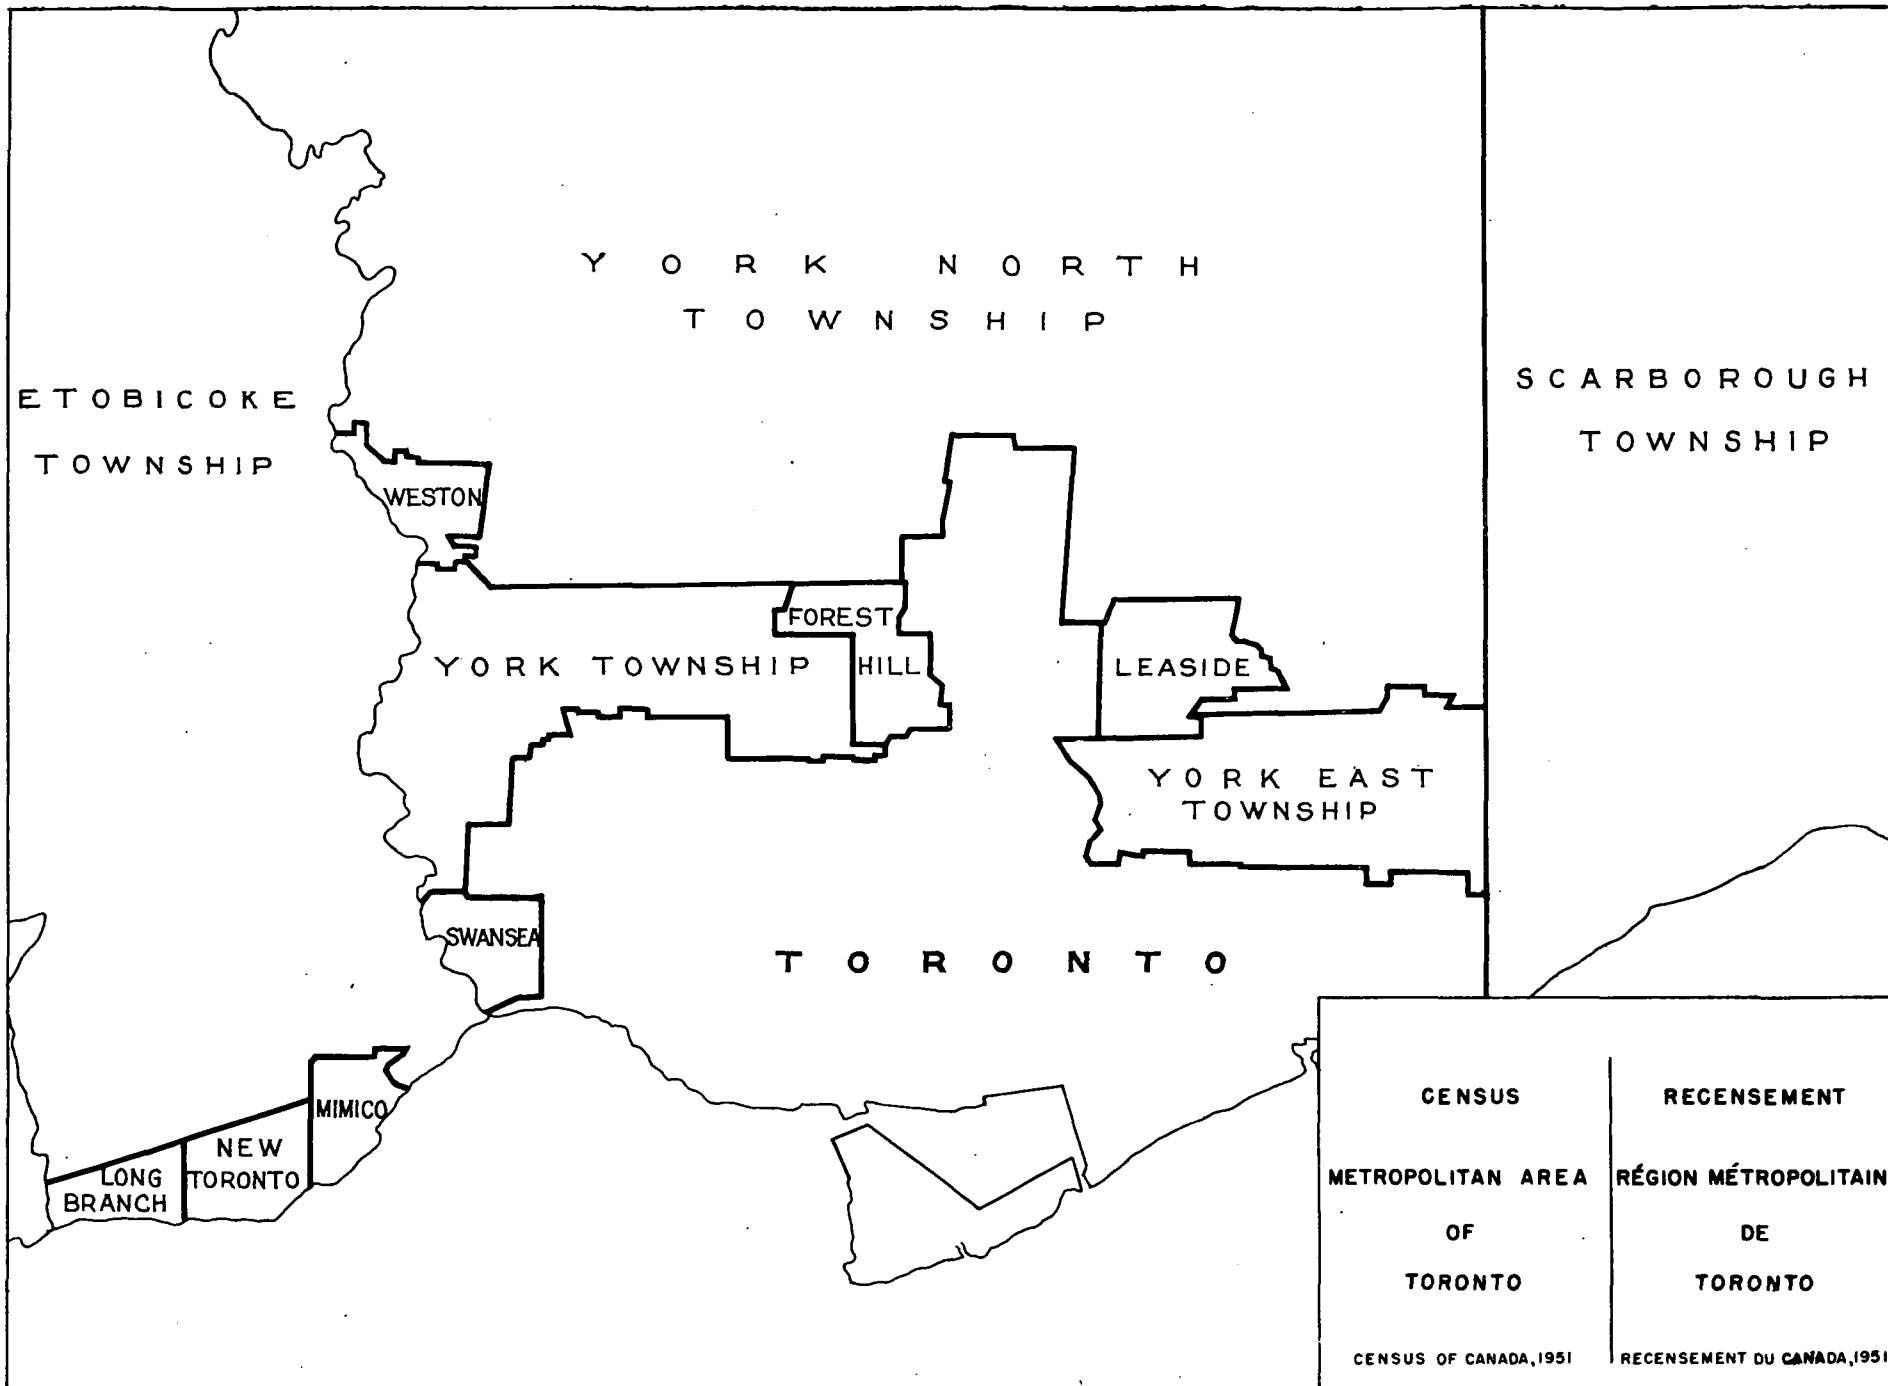 YORK NORTH
TOWNSHIP
ETOBICOKE
TOWNSHIP
SCARBOROUGH
TOWNSHIP
WESTON
FOREST
HILL
YORK TOWNSHIP
LEASIDE
YORK EAST
TOWNSHIP
SWANSEA
TORONTO
MIMICO
NEW
TORONTO
LONG
BRANCH
CENSUS
METROPOLITAN AREA
OF
TORONTO
CENSUS OF CANADA, 1951
RECENSEMENT
RÉGION MÉTROPOLITAIN
DE
TORONTO
RECENSEMENT DU CANADA, 1951